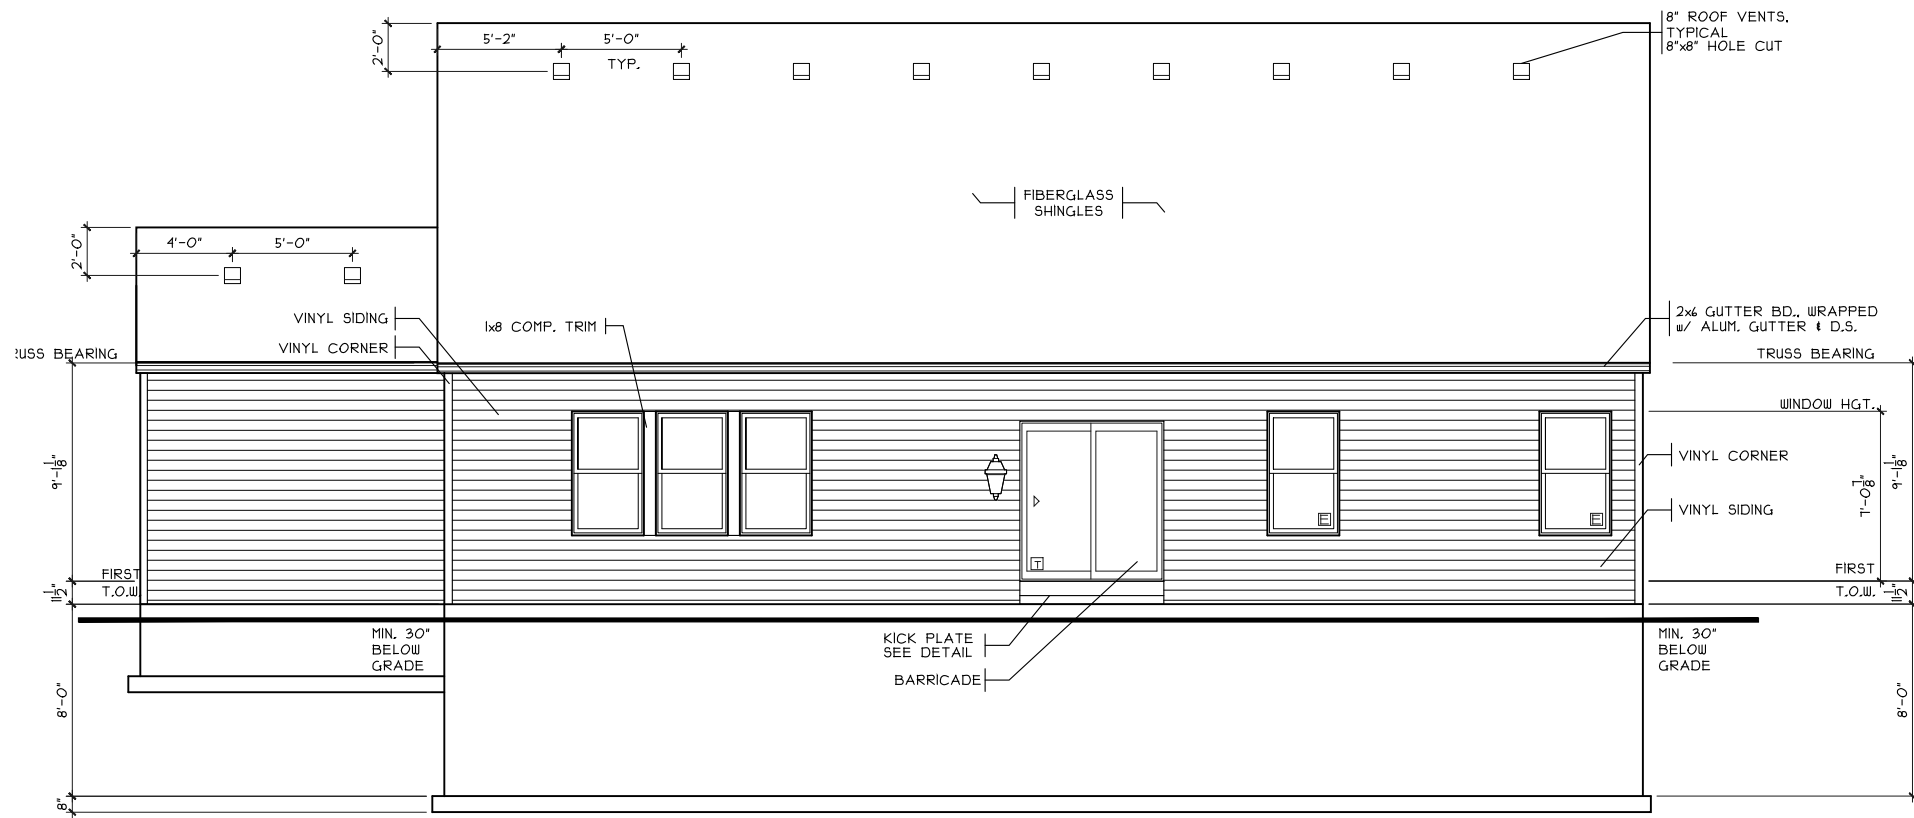 8" ROOF VENTS,
TYPICAL
8"x8" HOLE CUT
2'-0"
5'-2"
5'-0"
TYP.
FIBERGLASS
SHINGLES
2'-0"
4'-0"
5'-0"
VINYL SIDING
1x8 COMP. TRIM
VINYL CORNER
2x6 GUTTER BD., WRAPPED
w/ ALUM. GUTTER & D.S.
RUSS BEARING
TRUSS BEARING
WINDOW HGT.
VINYL CORNER
9'-1 1/8"
9'-1 1/8"
7'-0 1/8"
VINYL SIDING
E
E
T
FIRST
T.O.W.
11 1/2"
FIRST
T.O.W.
11 1/2"
MIN. 30"
BELOW
GRADE
KICK PLATE
SEE DETAIL
BARRICADE
MIN. 30"
BELOW
GRADE
8'-0"
8'-0"
8"